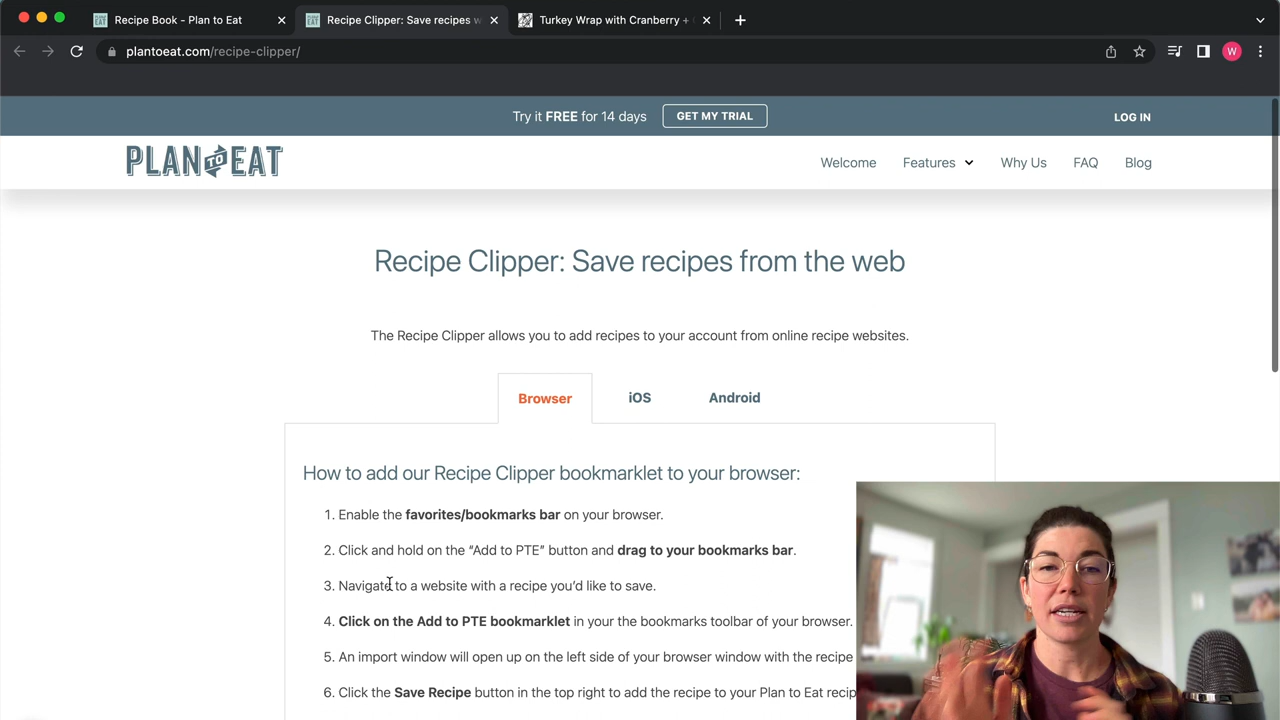 Recipe Book - Plan to Eat
Recipe Clipper: Save recipes w
Turkey Wrap with Cranberry +
plantoeat.com/recipe-clipper/
W
Try it FREE for 14 days
GET MY TRIAL
LOG IN
PLAN TO EAT
Welcome
Features
Why Us
FAQ
Blog
Recipe Clipper: Save recipes from the web
The Recipe Clipper allows you to add recipes to your account from online recipe websites.
Browser
iOS
Android
How to add our Recipe Clipper bookmarklet to your browser:
1. Enable the favorites/bookmarks bar on your browser.
2. Click and hold on the “Add to PTE” button and drag to your bookmarks bar.
3. Navigate to a website with a recipe you’d like to save.
4. Click on the Add to PTE bookmarklet in your the bookmarks toolbar of your browser.
5. An import window will open up on the left side of your browser window with the recipe
6. Click the Save Recipe button in the top right to add the recipe to your Plan to Eat recip